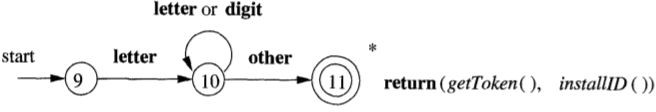 letter or digit
start letter other *
9 10 11 return(getToken(), installID())